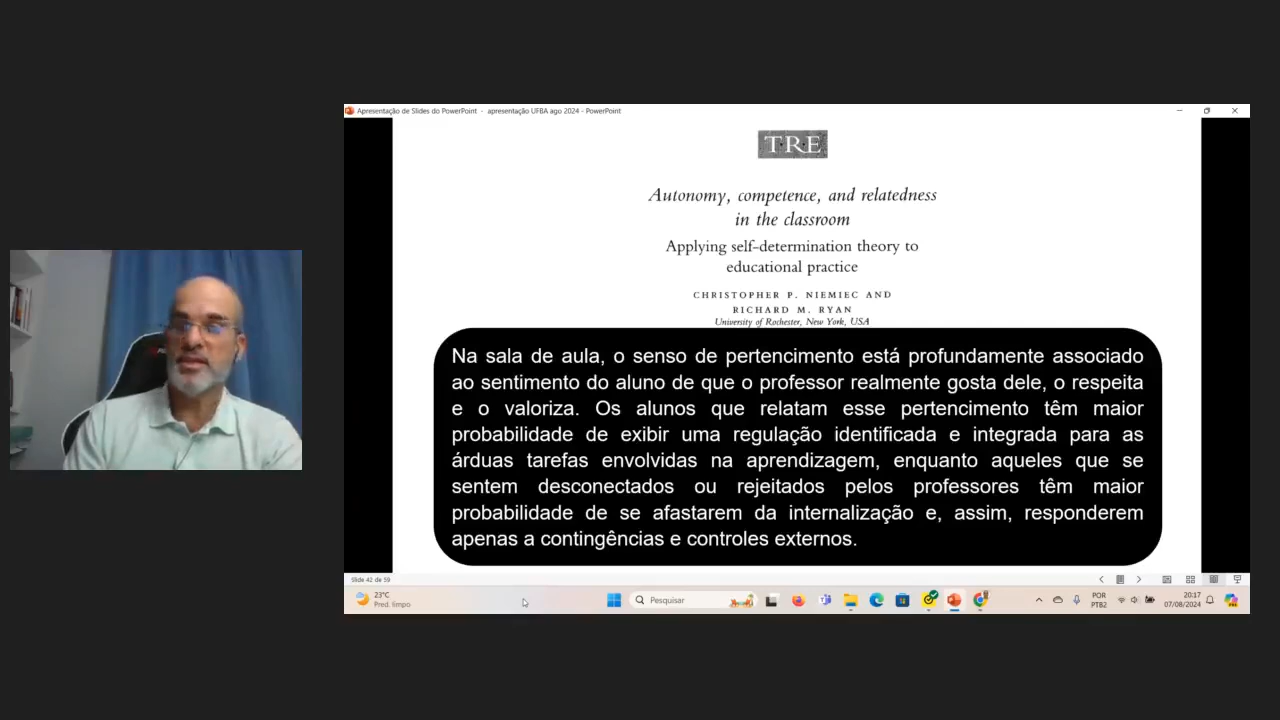 Apresentação de Slides do PowerPoint - apresentação UFBA ago 2024 - PowerPoint
TRE
Autonomy, competence, and relatedness
in the classroom
Applying self-determination theory to
educational practice
CHRISTOPHER P. NIEMIEC AND
RICHARD M. RYAN
University of Rochester, New York, USA
Na sala de aula, o senso de pertencimento está profundamente associado
ao sentimento do aluno de que o professor realmente gosta dele, o respeita
e o valoriza. Os alunos que relatam esse pertencimento têm maior
probabilidade de exibir uma regulação identificada e integrada para as
árduas tarefas envolvidas na aprendizagem, enquanto aqueles que se
sentem desconectados ou rejeitados pelos professores têm maior
probabilidade de se afastarem da internalização e, assim, responderem
apenas a contingências e controles externos.
Slide 42 de 59
23°C
Pred. limpo
Pesquisar
POR
PTB2
20:17
07/08/2024